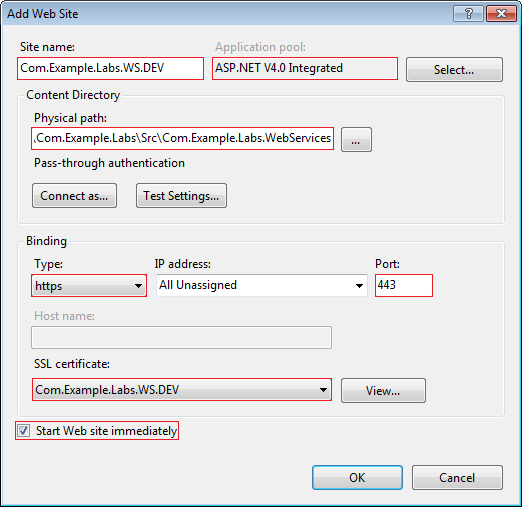 Add Web Site
?
Site name:
Application pool:
Com.Example.Labs.WS.DEV
ASP.NET V4.0 Integrated
Select...
Content Directory
Physical path:
.Com.Example.Labs\Src\Com.Example.Labs.WebServices
...
Pass-through authentication
Connect as...
Test Settings...
Binding
Type:
IP address:
Port:
https
All Unassigned
443
Host name:
SSL certificate:
Com.Example.Labs.WS.DEV
View...
Start Web site immediately
OK
Cancel